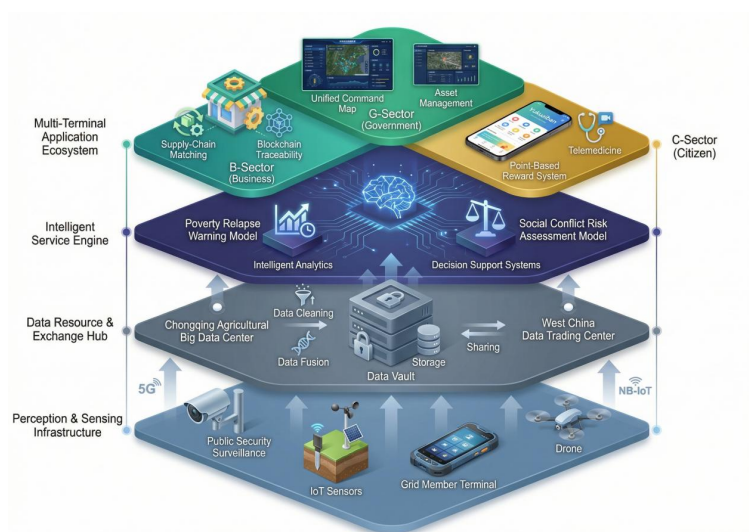 Unified Command
Map
Asset
Management
G-Sector
(Government)
Multi-Terminal
Application
Ecosystem
Supply-Chain
Matching
Blockchain
Traceability
B-Sector
(Business)
Point-Based
Reward System
Telemedicine
C-Sector
(Citizen)
Intelligent
Service Engine
Poverty Relapse
Warning Model
Intelligent Analytics
Social Conflict Risk
Assessment Model
Decision Support Systems
Data Resource &
Exchange Hub
Chongqing Agricultural
Big Data Center
Data Cleaning
Data Fusion
Storage
Data Vault
Sharing
West China
Data Trading Center
5G
NB-IoT
Perception & Sensing
Infrastructure
Public Security
Surveillance
IoT Sensors
Grid Member Terminal
Drone